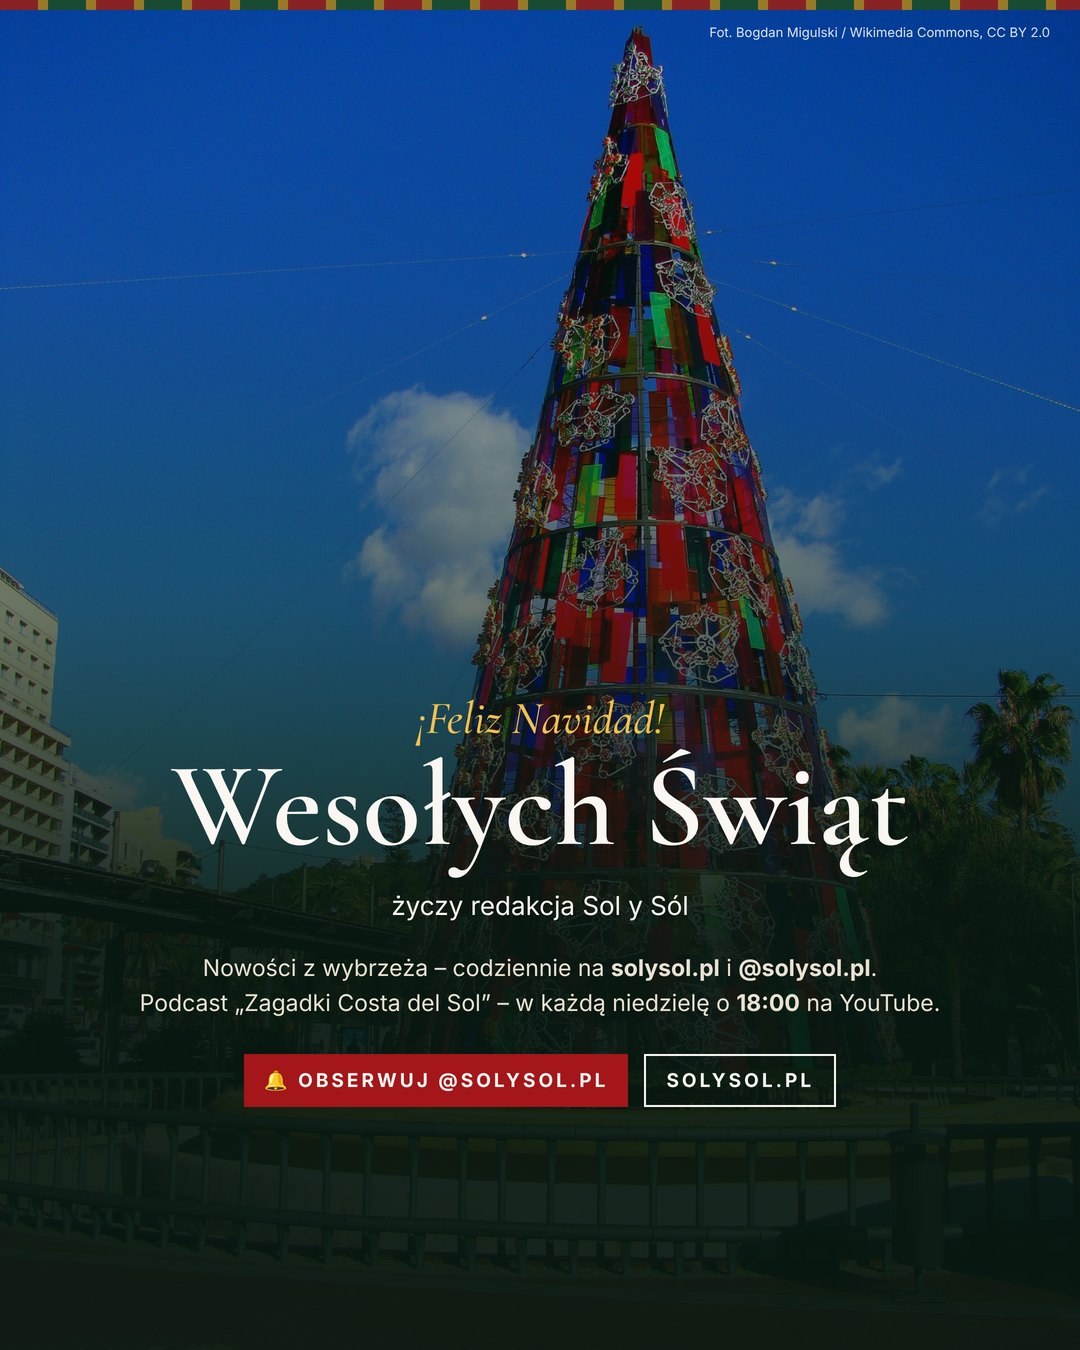 Fot. Bogdan Migulski / Wikimedia Commons, CC BY 2.0
¡Feliz Navidad!
Wesołych Świąt
życzy redakcja Sol y Sól
Nowości z wybrzeża – codziennie na solysol.pl i @solysol.pl.
Podcast „Zagadki Costa del Sol” – w każdą niedzielę o 18:00 na YouTube.
🔔 OBSERWUJ @SOLYSOL.PL
SOLYSOL.PL